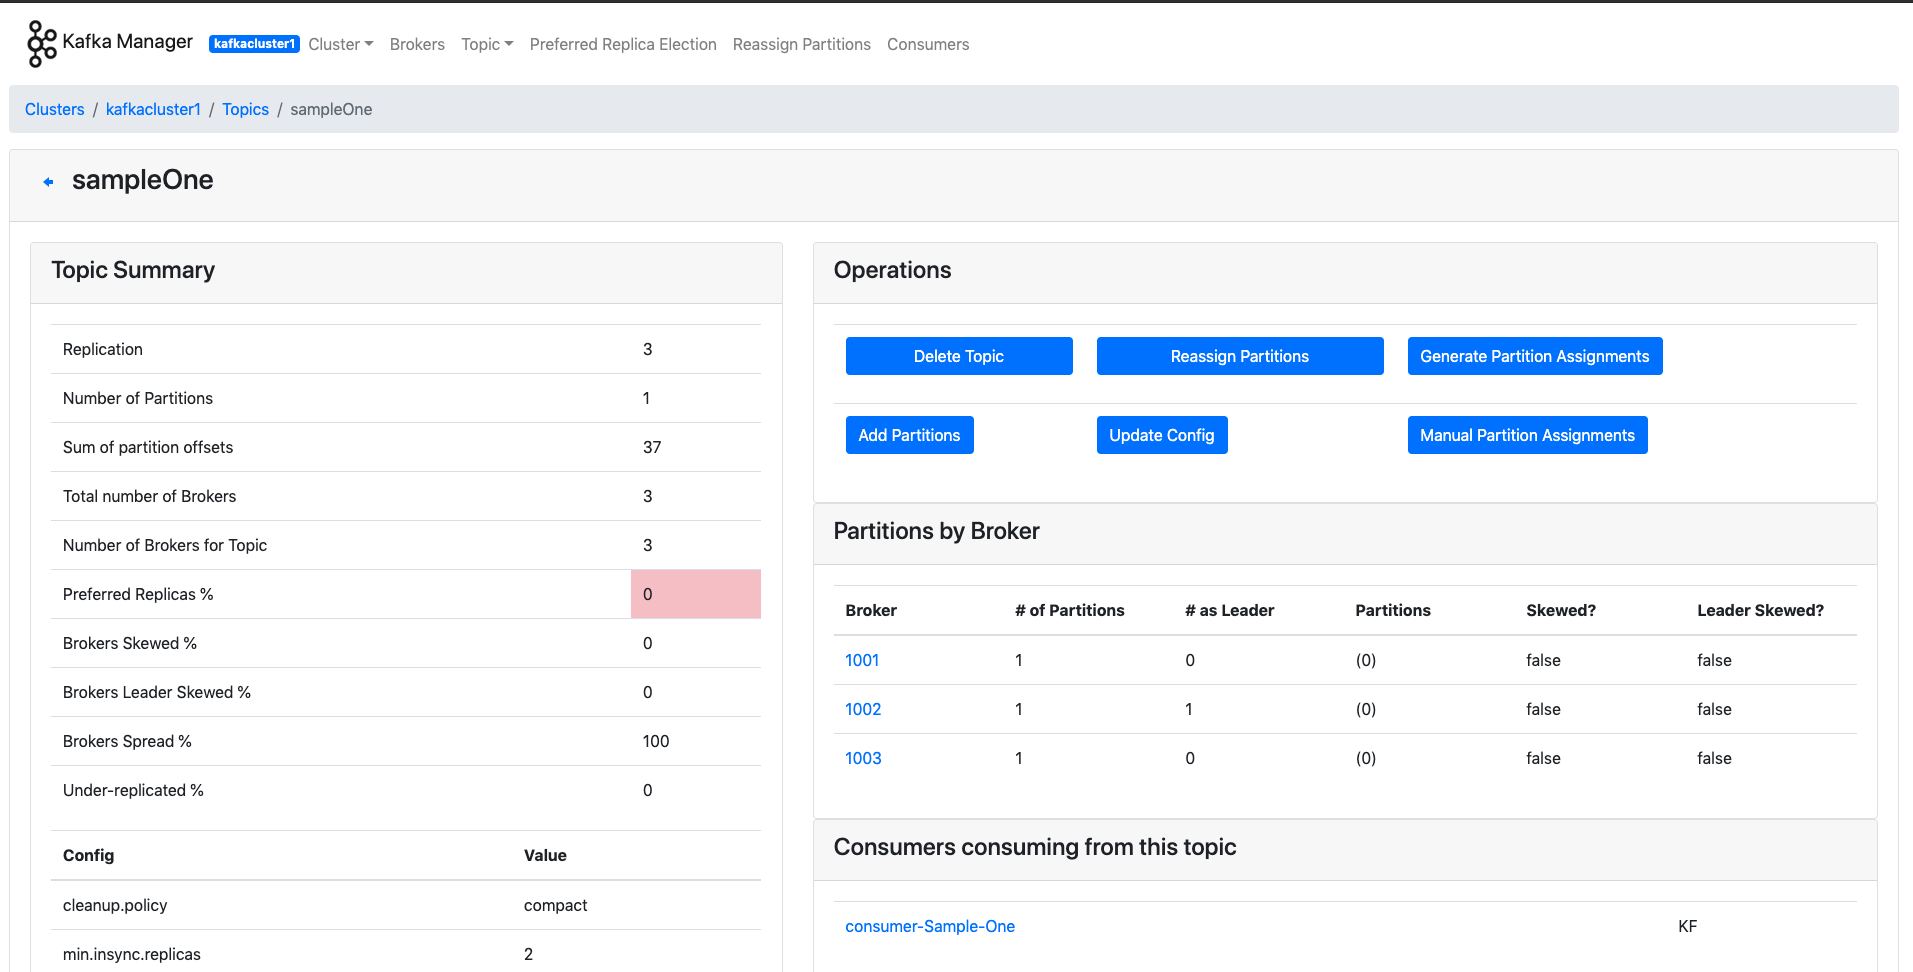 Kafka Manager kafkacluster1 Cluster Brokers Topic Preferred Replica Election Reassign Partitions Consumers
Clusters / kafkacluster1 / Topics / sampleOne
sampleOne
Topic Summary
Replication 3
Number of Partitions 1
Sum of partition offsets 37
Total number of Brokers 3
Number of Brokers for Topic 3
Preferred Replicas % 0
Brokers Skewed % 0
Brokers Leader Skewed % 0
Brokers Spread % 100
Under-replicated % 0
Config Value
cleanup.policy compact
min.insync.replicas 2
Operations
Delete Topic Reassign Partitions Generate Partition Assignments
Add Partitions Update Config Manual Partition Assignments
Partitions by Broker
Broker # of Partitions # as Leader Partitions Skewed? Leader Skewed?
1001 1 0 (0) false false
1002 1 1 (0) false false
1003 1 0 (0) false false
Consumers consuming from this topic
consumer-Sample-One KF